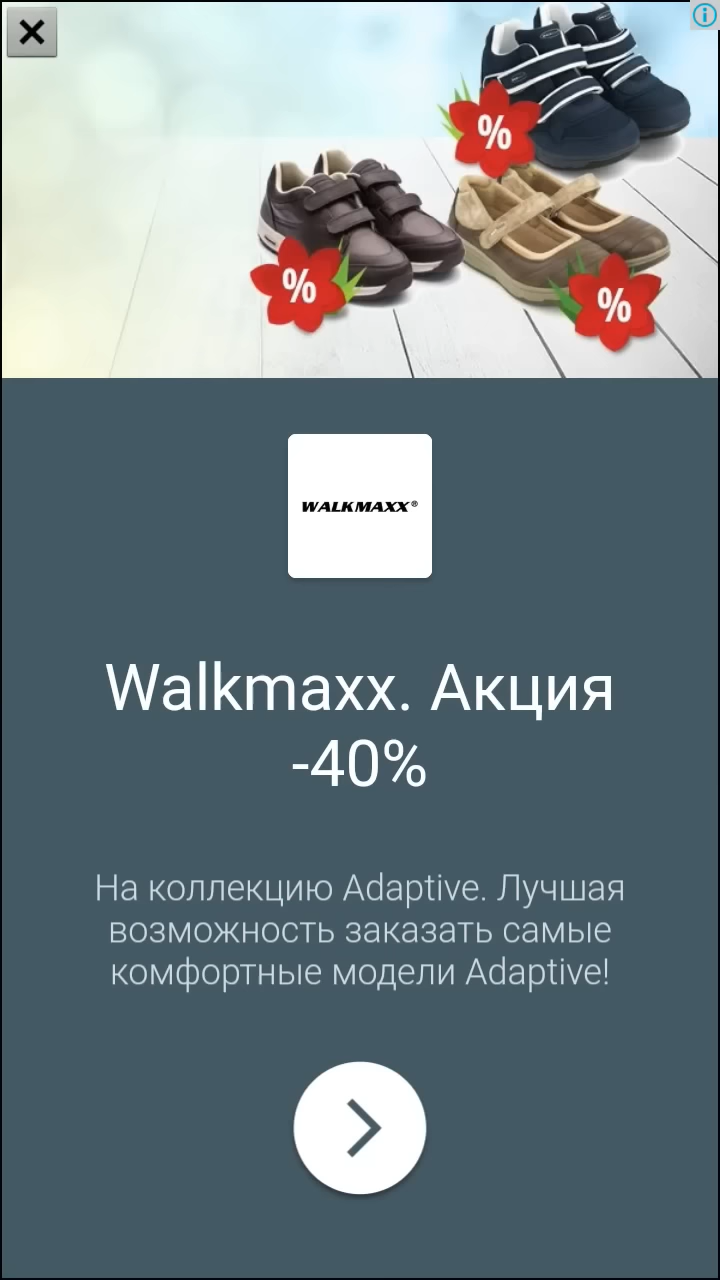 %
%
%
WALKMAXX®
Walkmaxx. Акция
-40%
На коллекцию Adaptive. Лучшая
возможность заказать самые
комфортные модели Adaptive!